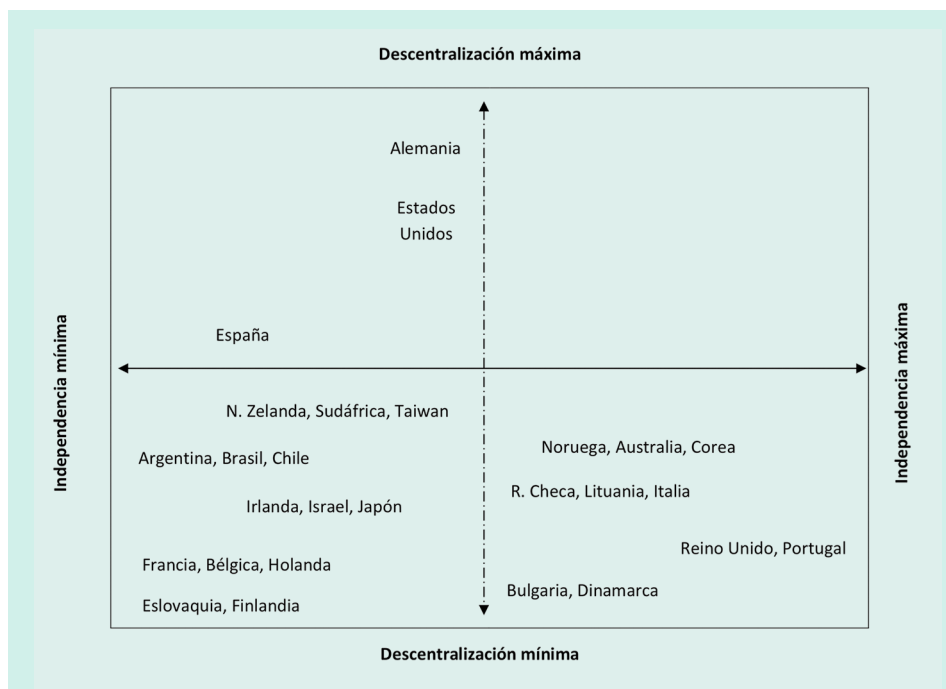 Descentralización máxima
Alemania
Estados
Unidos
España
Independencia mínima
Independencia máxima
N. Zelanda, Sudáfrica, Taiwan
Noruega, Australia, Corea
Argentina, Brasil, Chile
R. Checa, Lituania, Italia
Irlanda, Israel, Japón
Reino Unido, Portugal
Francia, Bélgica, Holanda
Bulgaria, Dinamarca
Eslovaquia, Finlandia
Descentralización mínima